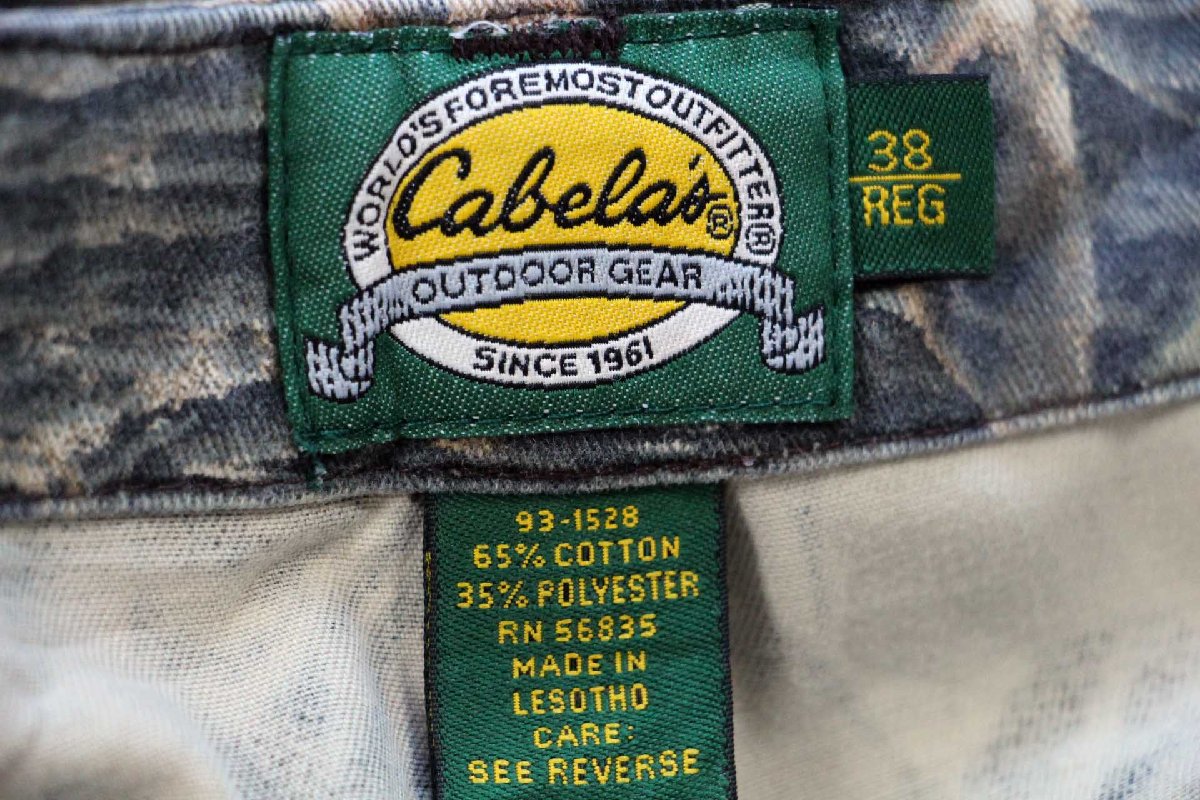 WORLD'S FOREMOST OUTFITTER®
Cabela's®
OUTDOOR GEAR
SINCE 1961
38
REG
93-1528
65% COTTON
35% POLYESTER
RN 56835
MADE IN
LESOTHO
CARE:
SEE REVERSE